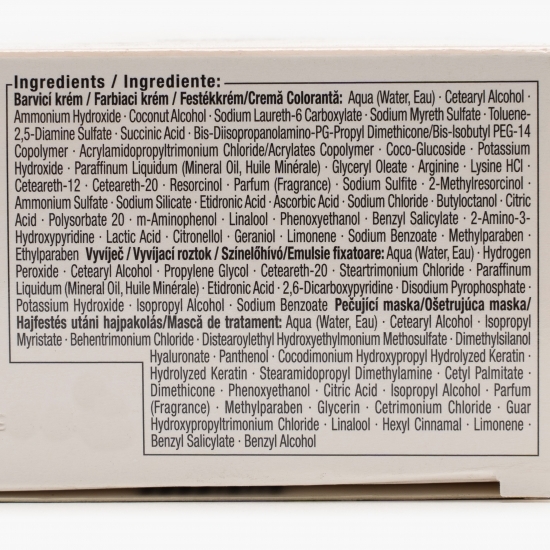 Ingredients / Ingrediente:
Barvicí krém / Farbiaci krém / Festékkrém/Cremă Colorantă: Aqua (Water, Eau) · Cetearyl Alcohol ·
Ammonium Hydroxide · Coconut Alcohol · Sodium Laureth-6 Carboxylate · Sodium Myreth Sulfate · Toluene-
2,5-Diamine Sulfate · Succinic Acid · Bis-Diisopropanolamino-PG-Propyl Dimethicone/Bis-Isobutyl PEG-14
Copolymer · Acrylamidopropyltrimonium Chloride/Acrylates Copolymer · Coco-Glucoside · Potassium
Hydroxide · Paraffinum Liquidum (Mineral Oil, Huile Minérale) · Glyceryl Oleate · Arginine · Lysine HCl ·
Ceteareth-12 · Ceteareth-20 · Resorcinol · Parfum (Fragrance) · Sodium Sulfite · 2-Methylresorcinol ·
Ammonium Sulfate · Sodium Silicate · Etidronic Acid · Ascorbic Acid · Sodium Chloride · Butyloctanol · Citric
Acid · Polysorbate 20 · m-Aminophenol · Linalool · Phenoxyethanol · Benzyl Salicylate · 2-Amino-3-
Hydroxypyridine · Lactic Acid · Citronellol · Geraniol · Limonene · Sodium Benzoate · Methylparaben ·
Ethylparaben Vyvíječ / Vyvíjací roztok / Színelőhívó/Emulsie fixatoare: Aqua (Water, Eau) · Hydrogen
Peroxide · Cetearyl Alcohol · Propylene Glycol · Ceteareth-20 · Steartrimonium Chloride · Paraffinum
Liquidum (Mineral Oil, Huile Minérale) · Etidronic Acid · 2,6-Dicarboxypyridine · Disodium Pyrophosphate ·
Potassium Hydroxide · Isopropyl Alcohol · Sodium Benzoate Pečující maska/Ošetrujúca maska/
Hajfestés utáni hajpakolás/Mască de tratament: Aqua (Water, Eau) · Cetearyl Alcohol · Isopropyl
Myristate · Behentrimonium Chloride · Distearoylethyl Hydroxyethylmonium Methosulfate · Dimethylsilanol
Hyaluronate · Panthenol · Cocodimonium Hydroxypropyl Hydrolyzed Keratin ·
Hydrolyzed Keratin · Stearamidopropyl Dimethylamine · Cetyl Palmitate ·
Dimethicone · Phenoxyethanol · Citric Acid · Isopropyl Alcohol · Parfum
(Fragrance) · Methylparaben · Glycerin · Cetrimonium Chloride · Guar
Hydroxypropyltrimonium Chloride · Linalool · Hexyl Cinnamal · Limonene ·
Benzyl Salicylate · Benzyl Alcohol